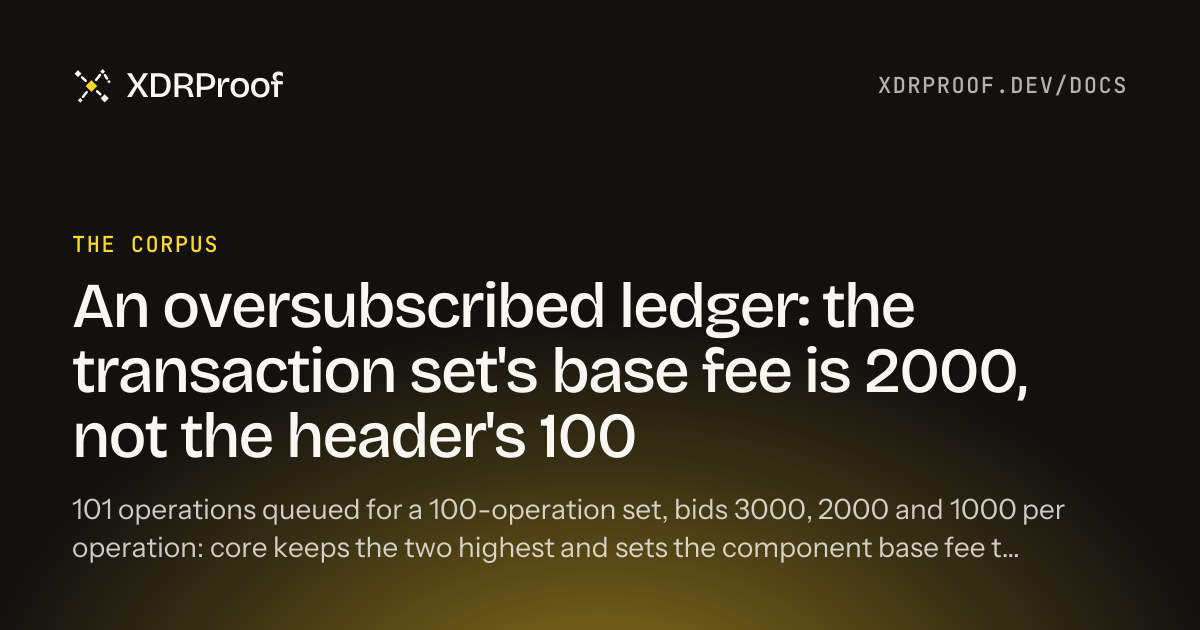 XDRProof
XDRPROOF.DEV/DOCS
THE CORPUS
An oversubscribed ledger: the
transaction set's base fee is 2000,
not the header's 100
101 operations queued for a 100-operation set, bids 3000, 2000 and 1000 per
operation: core keeps the two highest and sets the component base fee t...